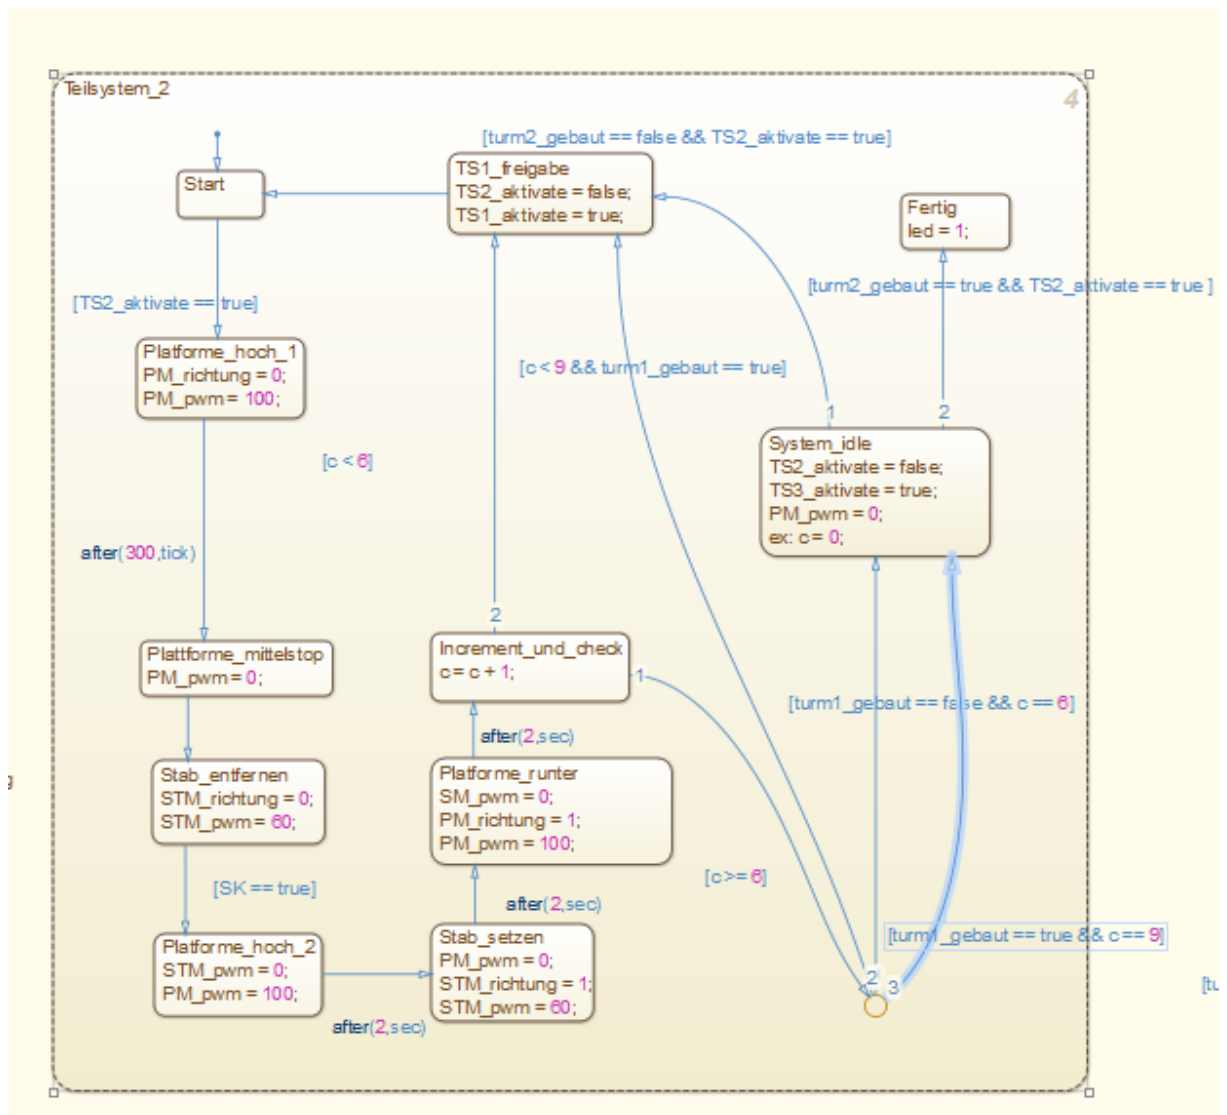 Teilsystem_2
4
[turm2_gebaut == false && TS2_aktivate == true]
Start
TS1_freigabe
TS2_aktivate = false;
TS1_aktivate = true;
Fertig
led = 1;
[turm2_gebaut == true && TS2_aktivate == true ]
[TS2_aktivate == true]
Platforme_hoch_1
PM_richtung = 0;
PM_pwm = 100;
[c < 9 && turm1_gebaut == true]
1
2
[c < 6]
System_idle
TS2_aktivate = false;
TS3_aktivate = true;
PM_pwm = 0;
ex: c = 0;
after(300,tick)
2
Plattforme_mittelstop
PM_pwm = 0;
Increment_und_check
c = c + 1;
1
[turm1_gebaut == false && c == 6]
after(2,sec)
Stab_entfernen
STM_richtung = 0;
STM_pwm = 60;
Platforme_runter
SM_pwm = 0;
PM_richtung = 1;
PM_pwm = 100;
[c >= 6]
[SK == true]
after(2,sec)
Platforme_hoch_2
STM_pwm = 0;
PM_pwm = 100;
Stab_setzen
PM_pwm = 0;
STM_richtung = 1;
STM_pwm = 60;
[turm1_gebaut == true && c == 9]
2
3
after(2,sec)
[tu